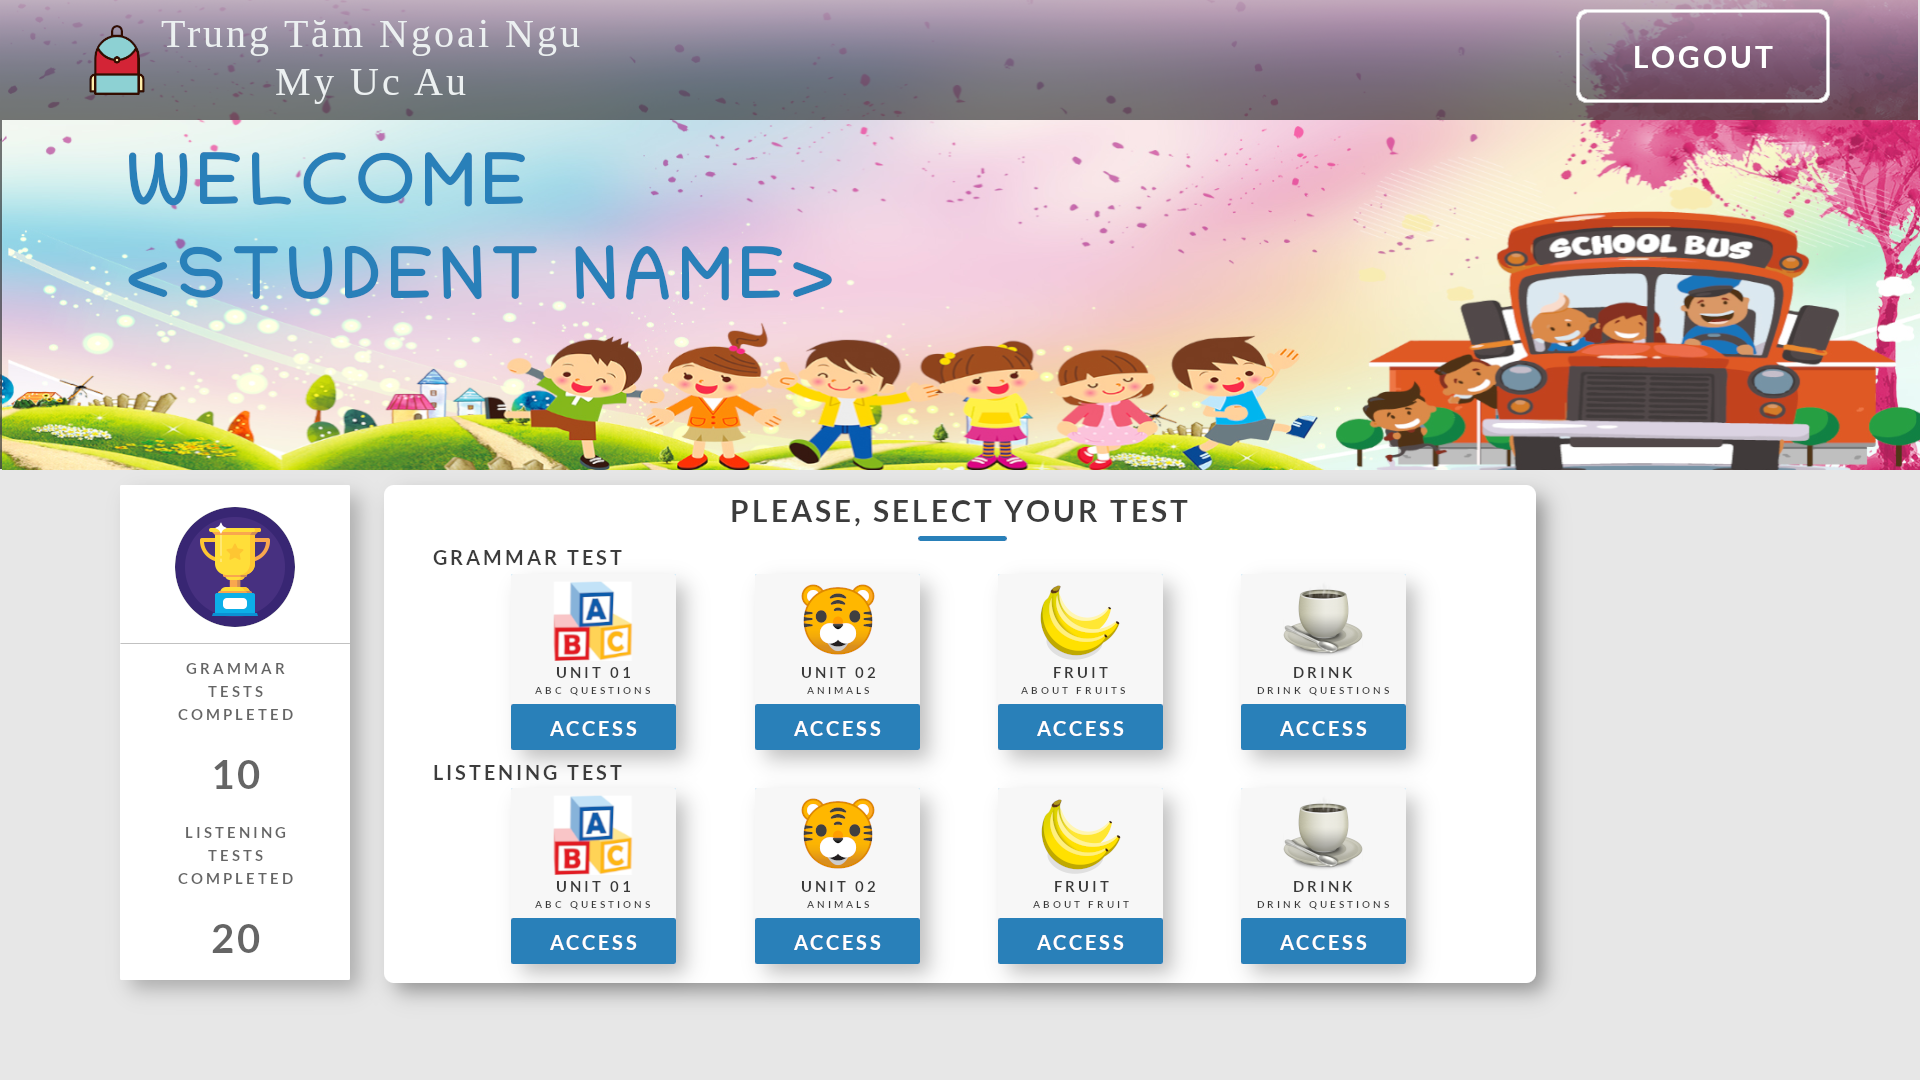 Trung Tăm Ngoai Ngu
My Uc Au
LOGOUT
WELCOME
<STUDENT NAME>
SCHOOL BUS
GRAMMAR
TESTS
COMPLETED
10
LISTENING
TESTS
COMPLETED
20
PLEASE, SELECT YOUR TEST
GRAMMAR TEST
A
B C
UNIT 01
ABC QUESTIONS
ACCESS
UNIT 02
ANIMALS
ACCESS
FRUIT
ABOUT FRUITS
ACCESS
DRINK
DRINK QUESTIONS
ACCESS
LISTENING TEST
A
B C
UNIT 01
ABC QUESTIONS
ACCESS
UNIT 02
ANIMALS
ACCESS
FRUIT
ABOUT FRUIT
ACCESS
DRINK
DRINK QUESTIONS
ACCESS